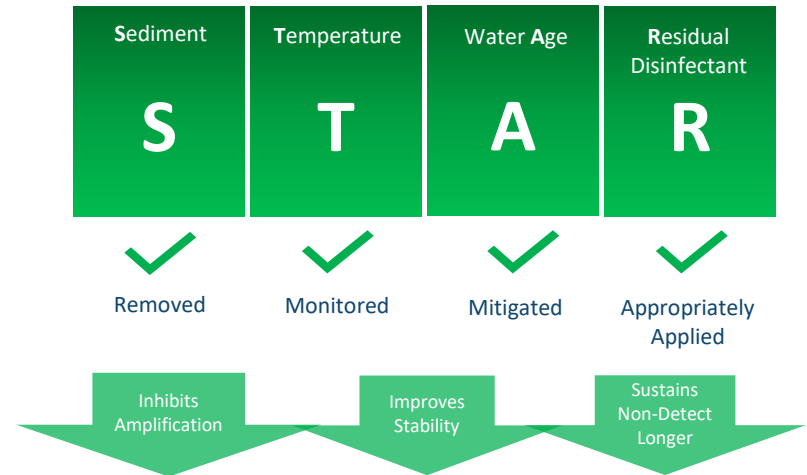 Sediment
Temperature
Water Age
Residual
Disinfectant
S
T
A
R
Removed
Monitored
Mitigated
Appropriately
Applied
Inhibits
Amplification
Improves
Stability
Sustains
Non-Detect
Longer